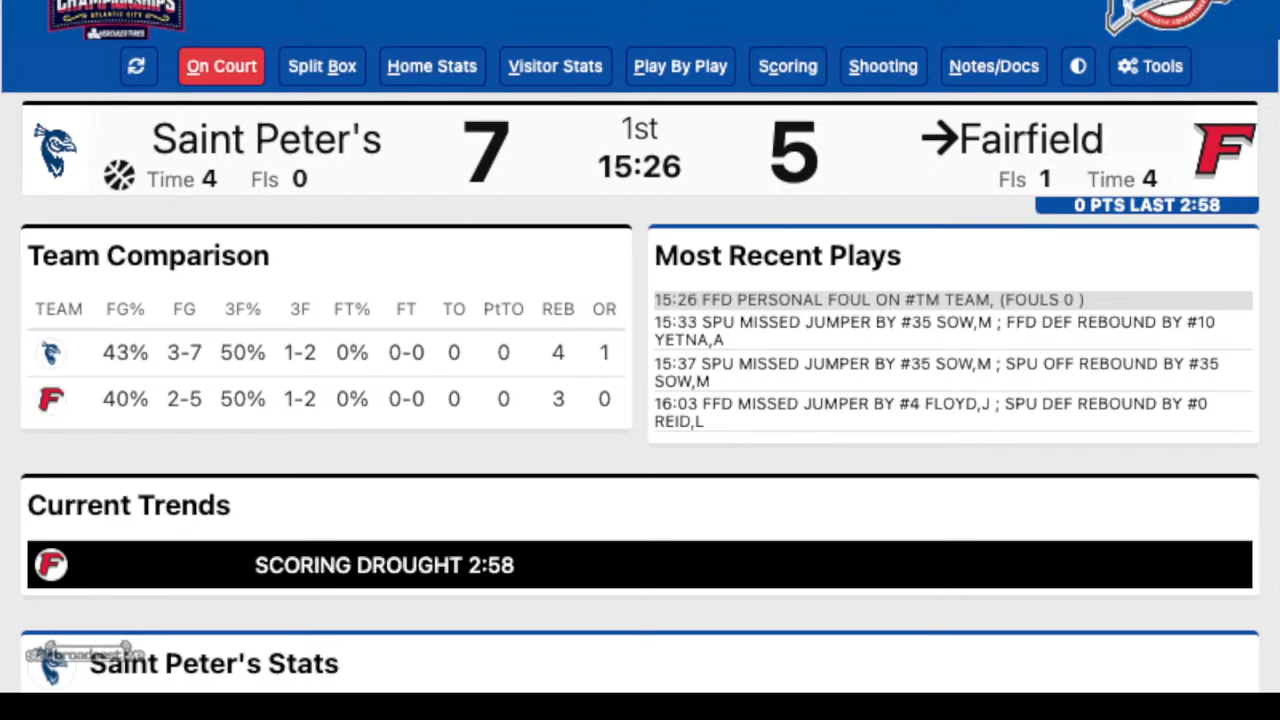 CHAMPIONSHIPS
ATLANTIC CITY
HERCULES TIRES
ATHLETIC CONFERENCE
On Court
Split Box
Home Stats
Visitor Stats
Play By Play
Scoring
Shooting
Notes/Docs
Tools
Saint Peter's
7
1st
5
Fairfield
15:26
Time 4
Fls 0
Fls 1
Time 4
0 PTS LAST 2:58
Team Comparison
TEAM FG% FG 3F% 3F FT% FT TO PtTO REB OR
43% 3-7 50% 1-2 0% 0-0 0 0 4 1
40% 2-5 50% 1-2 0% 0-0 0 0 3 0
Most Recent Plays
15:26 FFD PERSONAL FOUL ON #TM TEAM, (FOULS 0 )
15:33 SPU MISSED JUMPER BY #35 SOW,M ; FFD DEF REBOUND BY #10
YETNA,A
15:37 SPU MISSED JUMPER BY #35 SOW,M ; SPU OFF REBOUND BY #35
SOW,M
16:03 FFD MISSED JUMPER BY #4 FLOYD,J ; SPU DEF REBOUND BY #0
REID,L
Current Trends
SCORING DROUGHT 2:58
Saint Peter's Stats